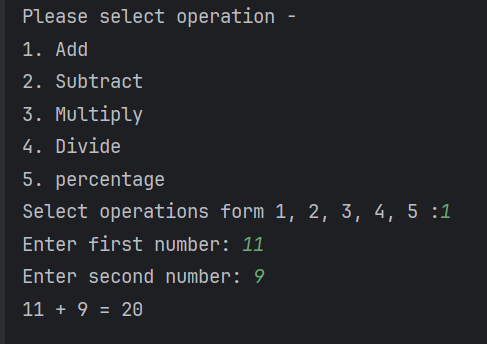 Please select operation -
1. Add
2. Subtract
3. Multiply
4. Divide
5. percentage
Select operations form 1, 2, 3, 4, 5 :1
Enter first number: 11
Enter second number: 9
11 + 9 = 20